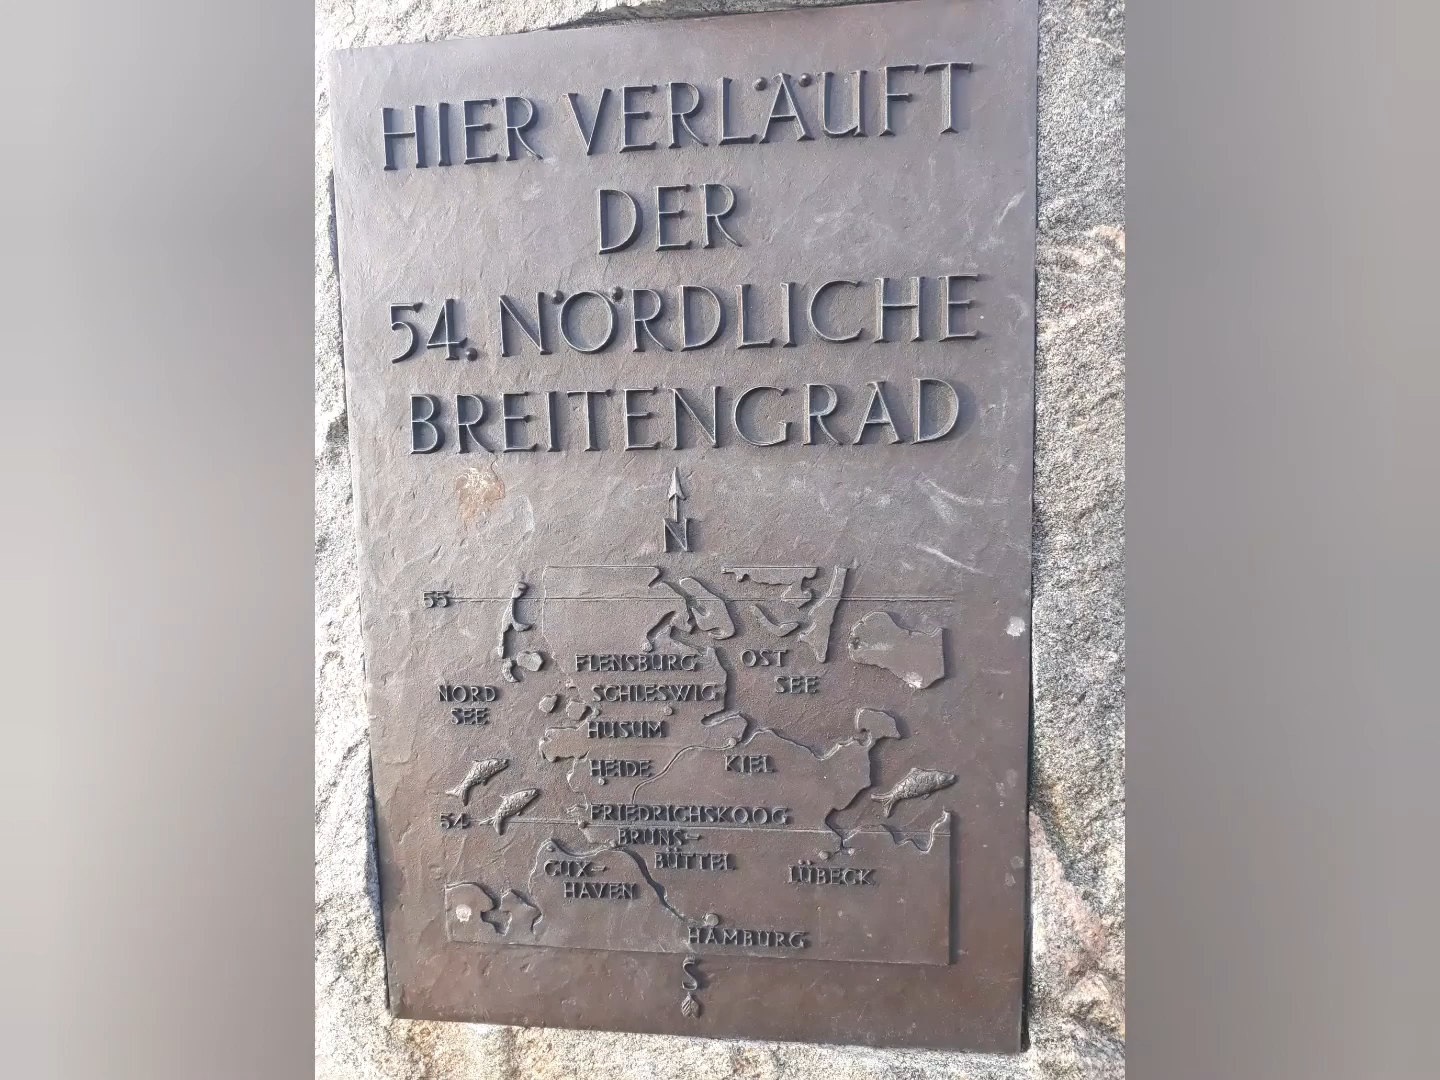 HIER VERLÄUFT
DER
54. NÖRDLICHE
BREITENGRAD
N
55
FLENSBURG
OST
SEE
SCHLESWIG
NORD
SEE
HUSUM
KIEL
HEIDE
54
FRIEDRICHSKOOG
BRUNS-
BÜTTEL
CUX-
HAVEN
LÜBECK
HAMBURG
S